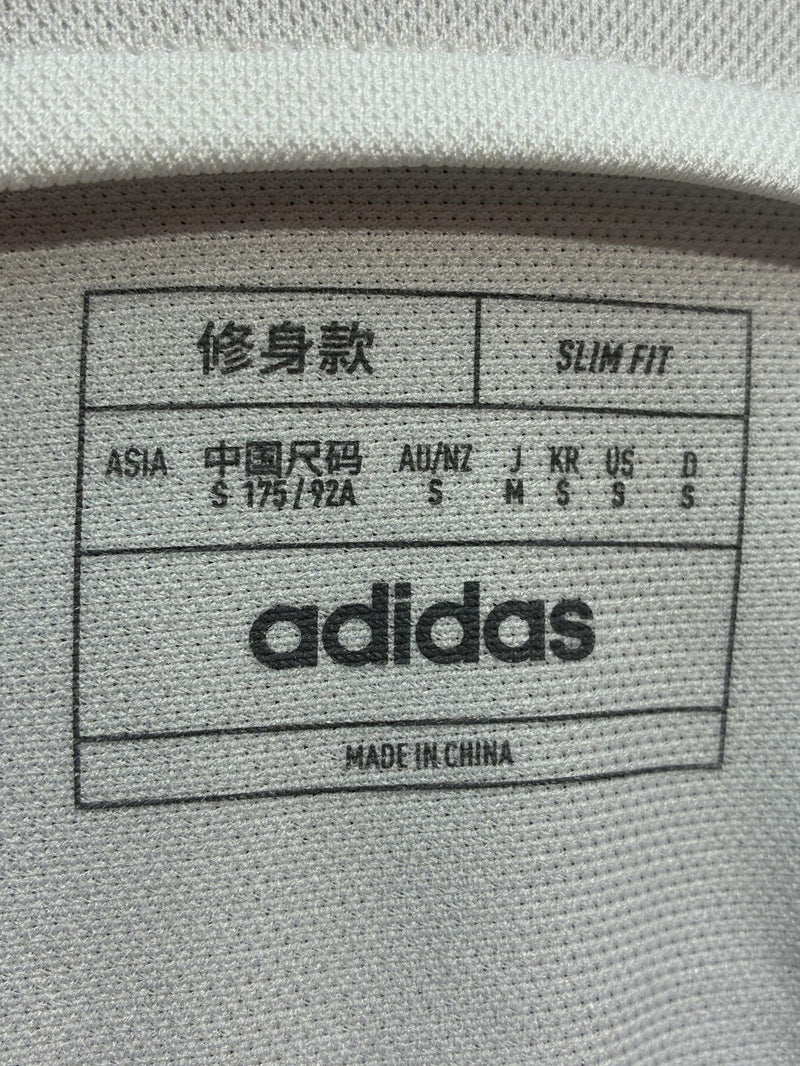 修身款 SLIM FIT
ASIA 中国尺码 AU/NZ J KR US D
S 175/92A S M S S S
adidas
MADE IN CHINA